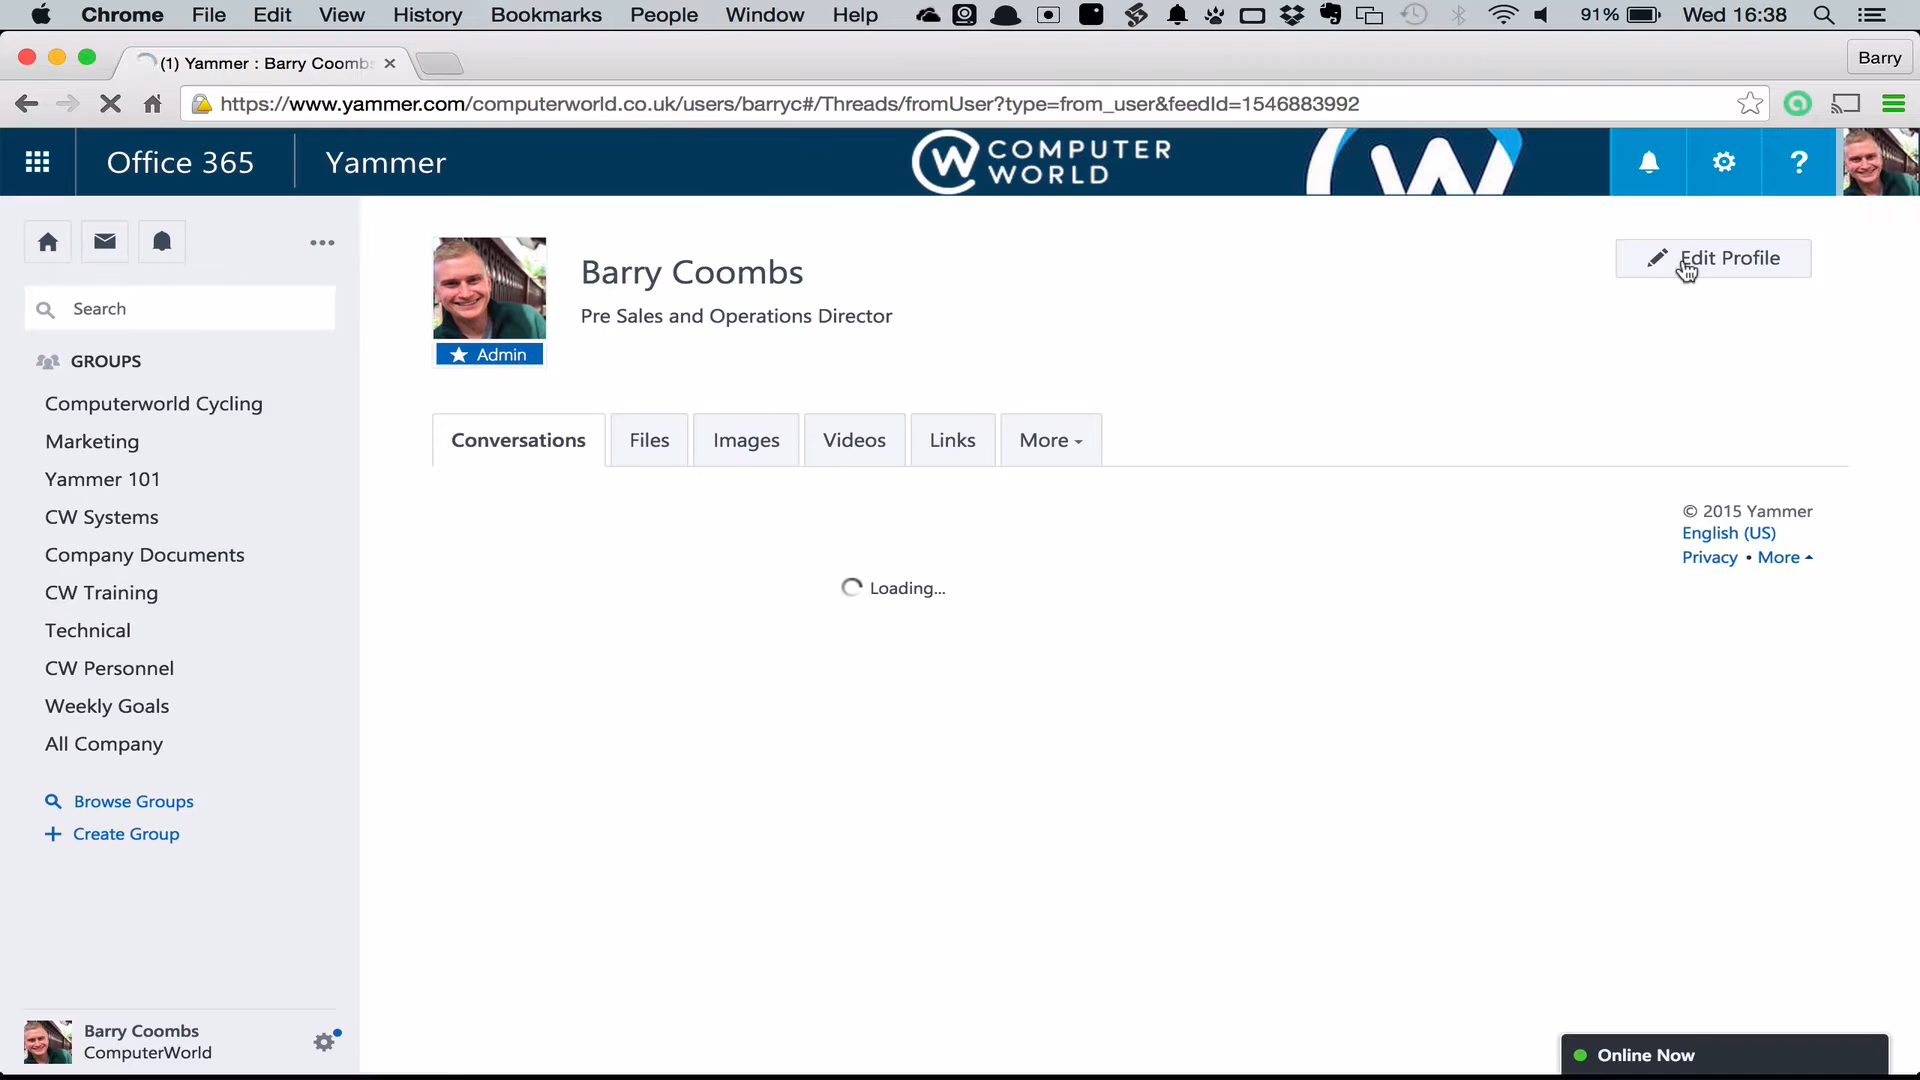 Chrome File Edit View History Bookmarks People Window Help 91% Wed 16:38
(1) Yammer : Barry Coombs Barry
https://www.yammer.com/computerworld.co.uk/users/barryc#/Threads/fromUser?type=from_user&feedId=1546883992
Office 365 Yammer COMPUTER WORLD ?
Search
GROUPS
Computerworld Cycling
Marketing
Yammer 101
CW Systems
Company Documents
CW Training
Technical
CW Personnel
Weekly Goals
All Company
Browse Groups
Create Group
Barry Coombs
ComputerWorld
Barry Coombs
Pre Sales and Operations Director
Admin
Edit Profile
Conversations Files Images Videos Links More
Loading...
© 2015 Yammer
English (US)
Privacy • More
Online Now